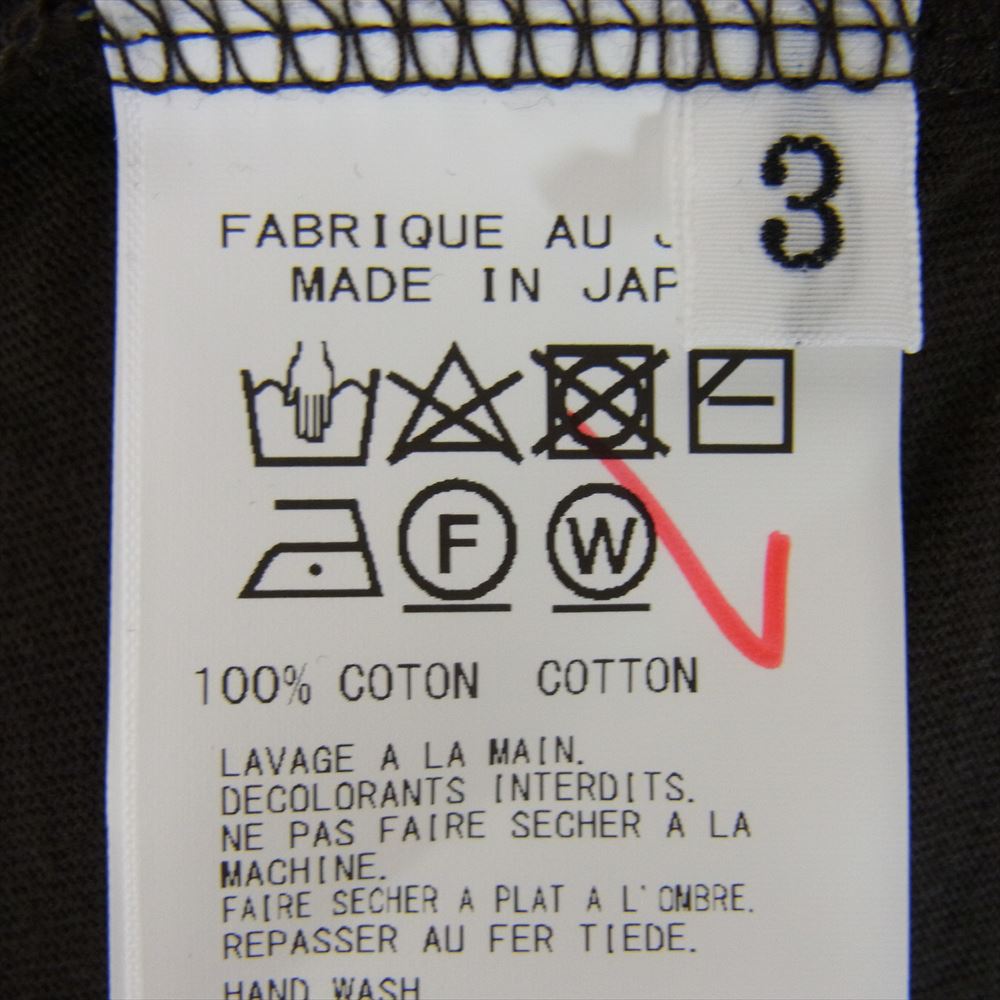 3
FABRIQUE AU
MADE IN JAP
F W
100% COTON COTTON
LAVAGE A LA MAIN.
DECOLORANTS INTERDITS.
NE PAS FAIRE SECHER A LA
MACHINE.
FAIRE SECHER A PLAT A L'OMBRE.
REPASSER AU FER TIEDE.
HAND WASH